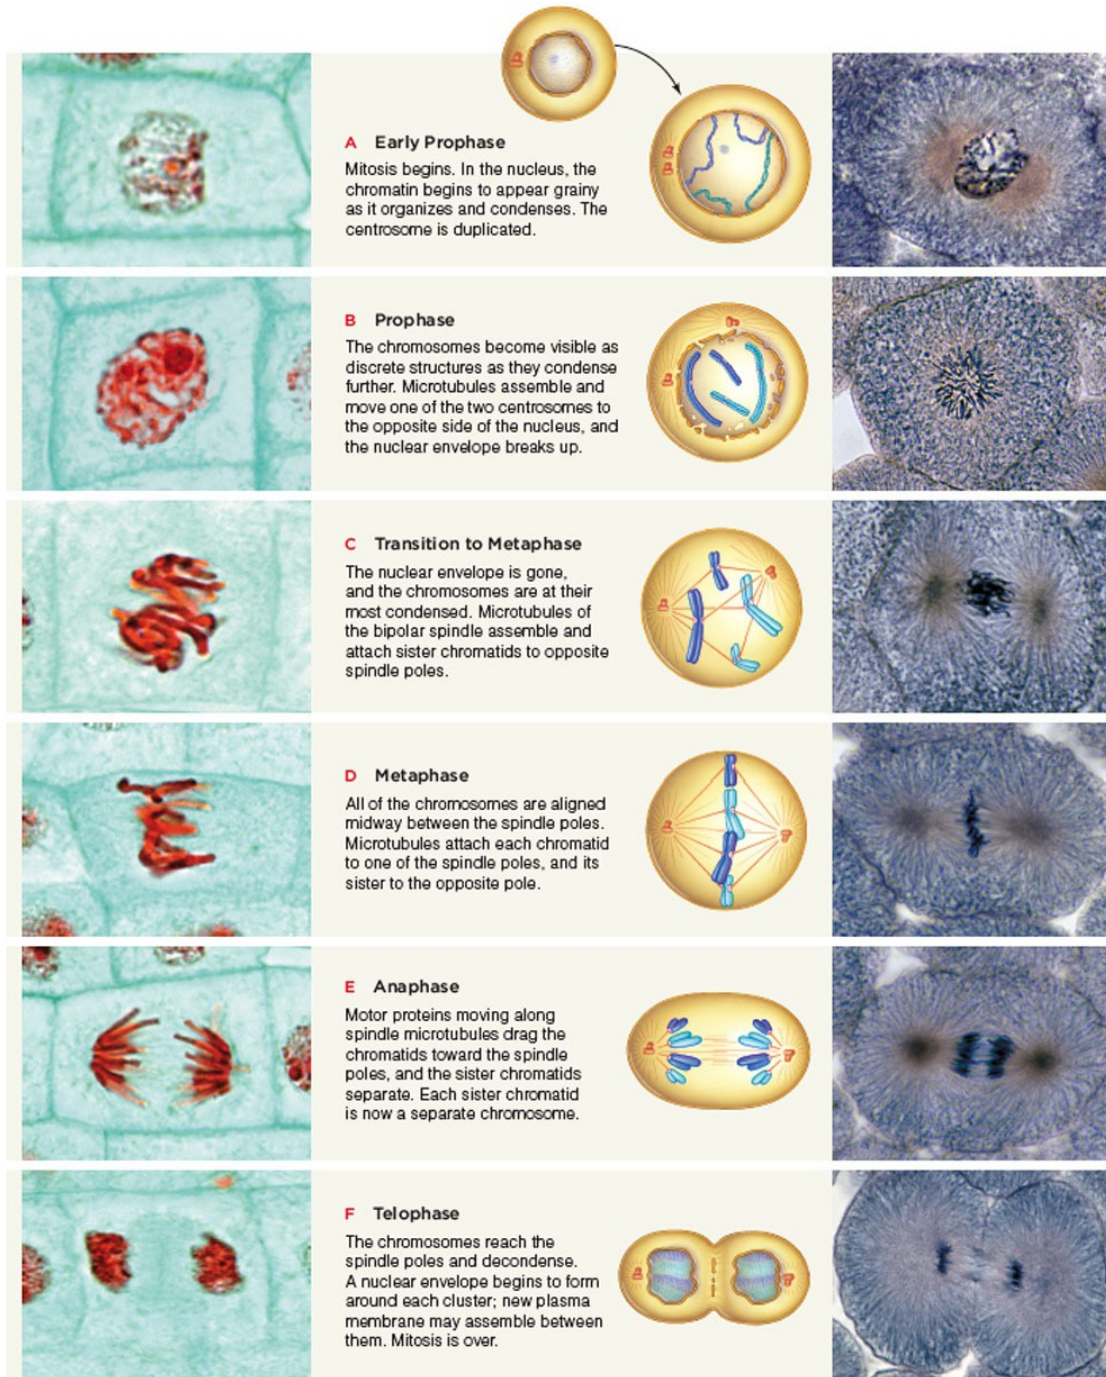 A Early Prophase
Mitosis begins. In the nucleus, the
chromatin begins to appear grainy
as it organizes and condenses. The
centrosome is duplicated.
B Prophase
The chromosomes become visible as
discrete structures as they condense
further. Microtubules assemble and
move one of the two centrosomes to
the opposite side of the nucleus, and
the nuclear envelope breaks up.
C Transition to Metaphase
The nuclear envelope is gone,
and the chromosomes are at their
most condensed. Microtubules of
the bipolar spindle assemble and
attach sister chromatids to opposite
spindle poles.
D Metaphase
All of the chromosomes are aligned
midway between the spindle poles.
Microtubules attach each chromatid
to one of the spindle poles, and its
sister to the opposite pole.
E Anaphase
Motor proteins moving along
spindle microtubules drag the
chromatids toward the spindle
poles, and the sister chromatids
separate. Each sister chromatid
is now a separate chromosome.
F Telophase
The chromosomes reach the
spindle poles and decondense.
A nuclear envelope begins to form
around each cluster; new plasma
membrane may assemble between
them. Mitosis is over.